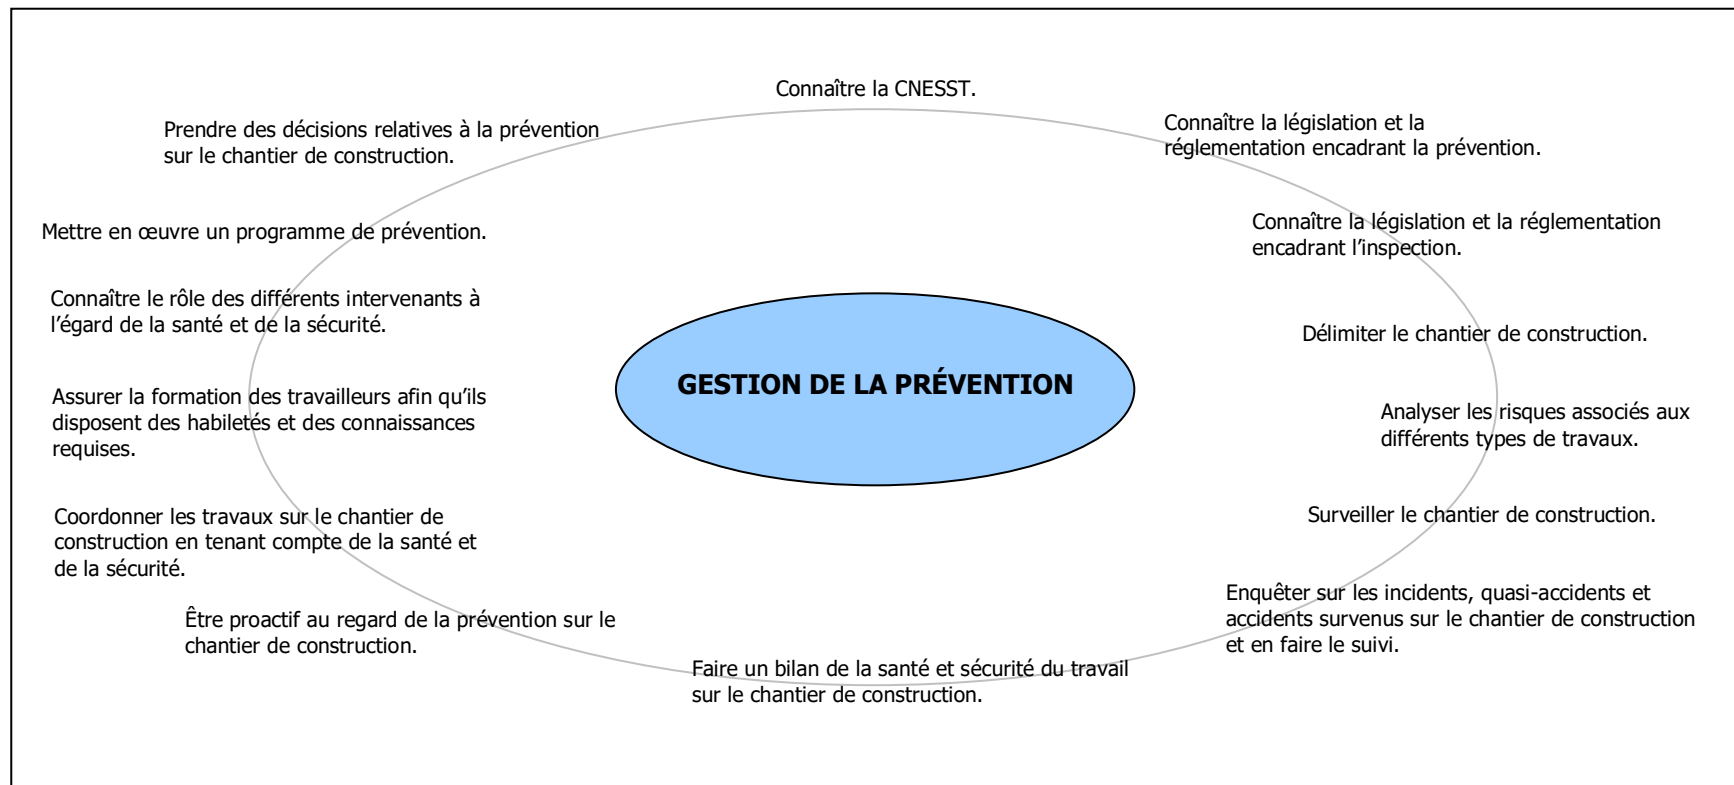 Connaître la CNESST.
Prendre des décisions relatives à la prévention
sur le chantier de construction.
Connaître la législation et la
réglementation encadrant la prévention.
Mettre en œuvre un programme de prévention.
Connaître la législation et la réglementation
encadrant l’inspection.
Connaître le rôle des différents intervenants à
l’égard de la santé et de la sécurité.
Délimiter le chantier de construction.
GESTION DE LA PRÉVENTION
Assurer la formation des travailleurs afin qu’ils
disposent des habiletés et des connaissances
requises.
Analyser les risques associés aux
différents types de travaux.
Coordonner les travaux sur le chantier de
construction en tenant compte de la santé et
de la sécurité.
Surveiller le chantier de construction.
Être proactif au regard de la prévention sur le
chantier de construction.
Enquêter sur les incidents, quasi-accidents et
accidents survenus sur le chantier de construction
et en faire le suivi.
Faire un bilan de la santé et sécurité du travail
sur le chantier de construction.